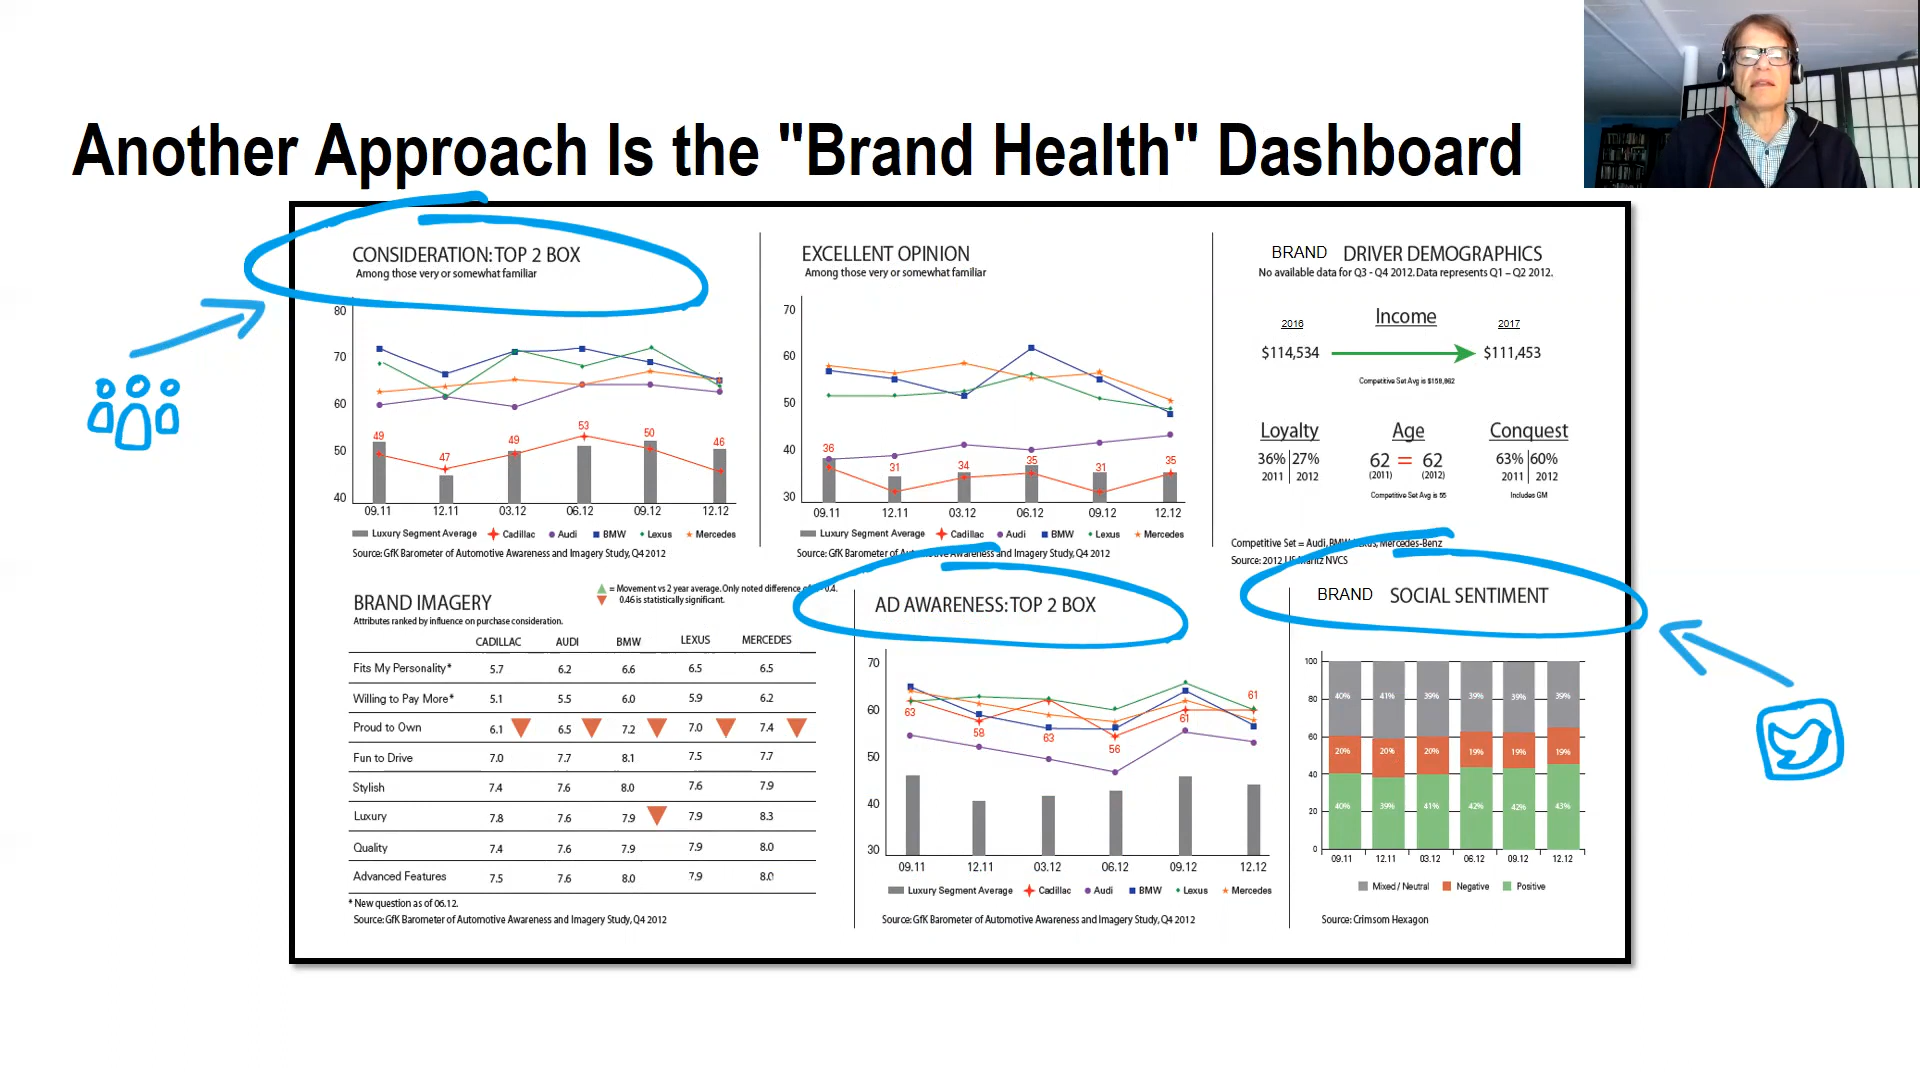 Another Approach Is the "Brand Health" Dashboard
CONSIDERATION: TOP 2 BOX
Among those very or somewhat familiar
80
70
60
50
40
49
47
49
53
50
46
09.11 12.11 03.12 06.12 09.12 12.12
Luxury Segment Average Cadillac Audi BMW Lexus Mercedes
Source: GfK Barometer of Automotive Awareness and Imagery Study, Q4 2012
EXCELLENT OPINION
Among those very or somewhat familiar
70
60
50
40
30
36
31
34
35
31
35
09.11 12.11 03.12 06.12 09.12 12.12
Luxury Segment Average Cadillac Audi BMW Lexus Mercedes
Source: GfK Barometer of Automotive Awareness and Imagery Study, Q4 2012
BRAND DRIVER DEMOGRAPHICS
No available data for Q3 - Q4 2012. Data represents Q1 – Q2 2012.
Income
2016 2017
$114,534 $111,453
Competitive Set Avg is
Loyalty Age Conquest
36% 27% 62 = 62 63% 60%
2011 2012 (2011) (2012) 2011 2012
Competitive Set Avg is 55 Includes GM
Competitive Set = Audi, BMW, Lexus, Mercedes-Benz
Source: 2012 NVCS
BRAND IMAGERY
Attributes ranked by influence on purchase consideration.
= Movement vs 2 year average. Only noted difference
0.46 is statistically significant.
CADILLAC AUDI BMW LEXUS MERCEDES
Fits My Personality* 5.7 6.2 6.6 6.5 6.5
Willing to Pay More* 5.1 5.5 6.0 5.9 6.2
Proud to Own 6.1 6.5 7.2 7.0 7.4
Fun to Drive 7.0 7.7 8.1 7.5 7.7
Stylish 7.4 7.6 8.0 7.6 7.9
Luxury 7.8 7.6 7.9 7.9 8.3
Quality 7.4 7.6 7.9 7.9 8.0
Advanced Features 7.5 7.6 8.0 7.9 8.0
* New question as of 06.12.
Source: GfK Barometer of Automotive Awareness and Imagery Study, Q4 2012
AD AWARENESS: TOP 2 BOX
70
60
50
40
30
63
58
63
56
61
61
09.11 12.11 03.12 06.12 09.12 12.12
Luxury Segment Average Cadillac Audi BMW Lexus Mercedes
Source: GfK Barometer of Automotive Awareness and Imagery Study, Q4 2012
BRAND SOCIAL SENTIMENT
100
80
60
40
20
0
40% 41% 39% 39% 39% 39%
20% 20% 20% 19% 19% 19%
40% 39% 41% 42% 42% 43%
09.11 12.11 03.12 06.12 09.12 12.12
Mixed / Neutral Negative Positive
Source: Crimsom Hexagon